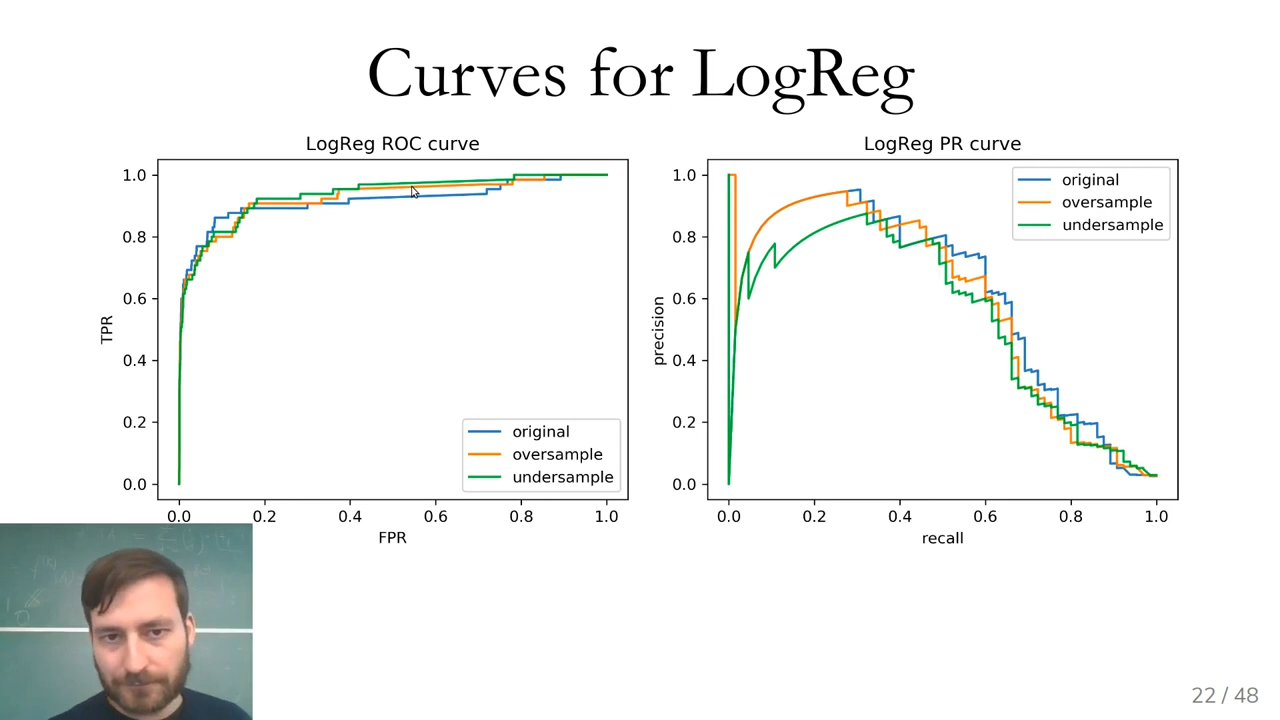 Curves for LogReg
LogReg ROC curve
1.0
0.8
0.6
0.4
0.2
0.0
TPR
0.0 0.2 0.4 0.6 0.8 1.0
FPR
original
oversample
undersample
LogReg PR curve
1.0
0.8
0.6
0.4
0.2
0.0
precision
0.0 0.2 0.4 0.6 0.8 1.0
recall
original
oversample
undersample
22 / 48